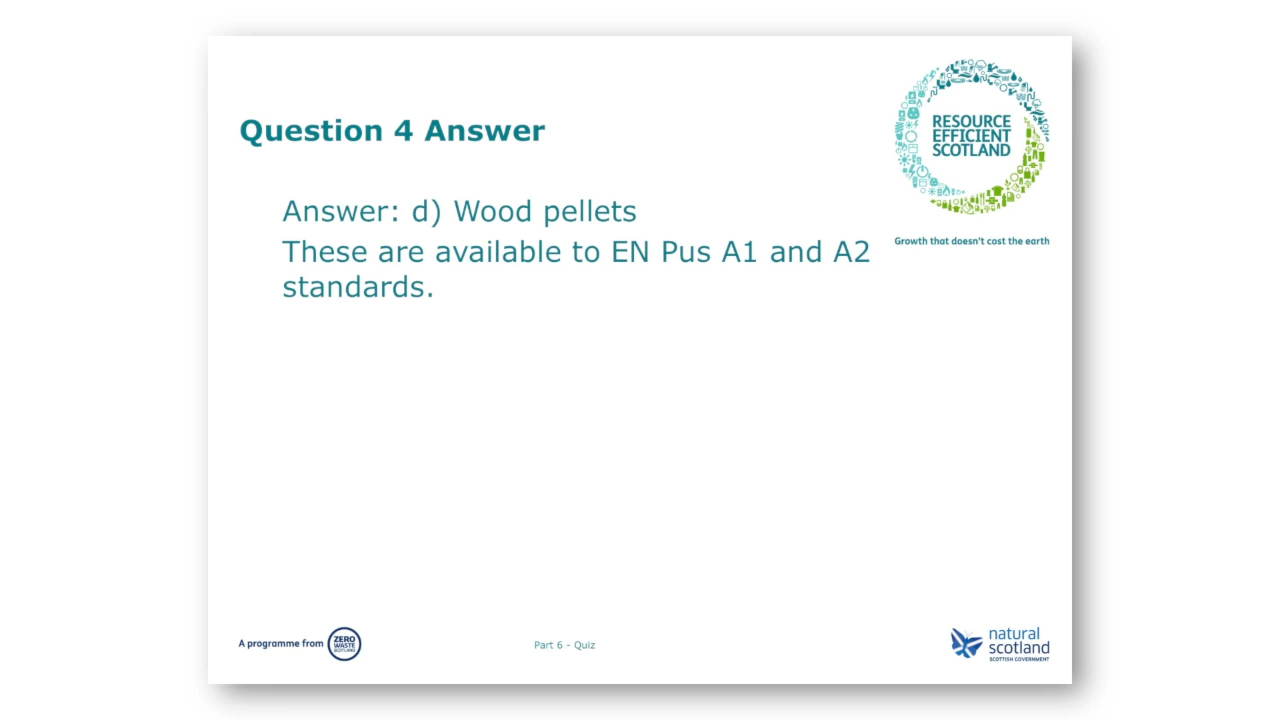 Question 4 Answer
RESOURCE
EFFICIENT
SCOTLAND
Growth that doesn't cost the earth
Answer: d) Wood pellets
These are available to EN Pus A1 and A2
standards.
A programme from
ZERO
WASTE
SCOTLAND
Part 6 - Quiz
natural
scotland
SCOTTISH GOVERNMENT